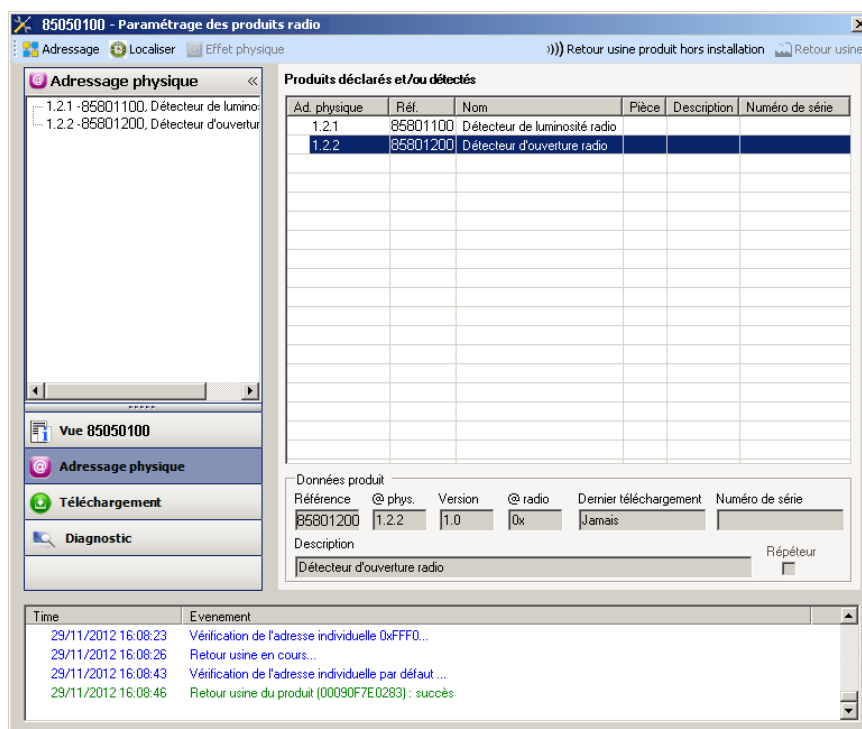 85050100 - Paramétrage des produits radio
Adressage Localiser Effet physique Retour usine produit hors installation Retour usine
Adressage physique «
1.2.1 -85801100, Détecteur de lumino:
1.2.2 -85801200, Détecteur d'ouvertur
Vue 85050100
Adressage physique
Téléchargement
Diagnostic
Produits déclarés et/ou détectés
Ad. physique Réf. Nom Pièce Description Numéro de série
1.2.1 85801100 Détecteur de luminosité radio
1.2.2 85801200 Détecteur d'ouverture radio
Données produit
Référence @ phys. Version @ radio Dernier téléchargement Numéro de série
85801200 1.2.2 1.0 0x Jamais
Description
Répéteur
Détecteur d'ouverture radio
Time Evenement
29/11/2012 16:08:23 Vérification de l'adresse individuelle 0xFFF0...
29/11/2012 16:08:26 Retour usine en cours...
29/11/2012 16:08:43 Vérification de l'adresse individuelle par défaut ...
29/11/2012 16:08:46 Retour usine du produit (00090F7E0283) : succès